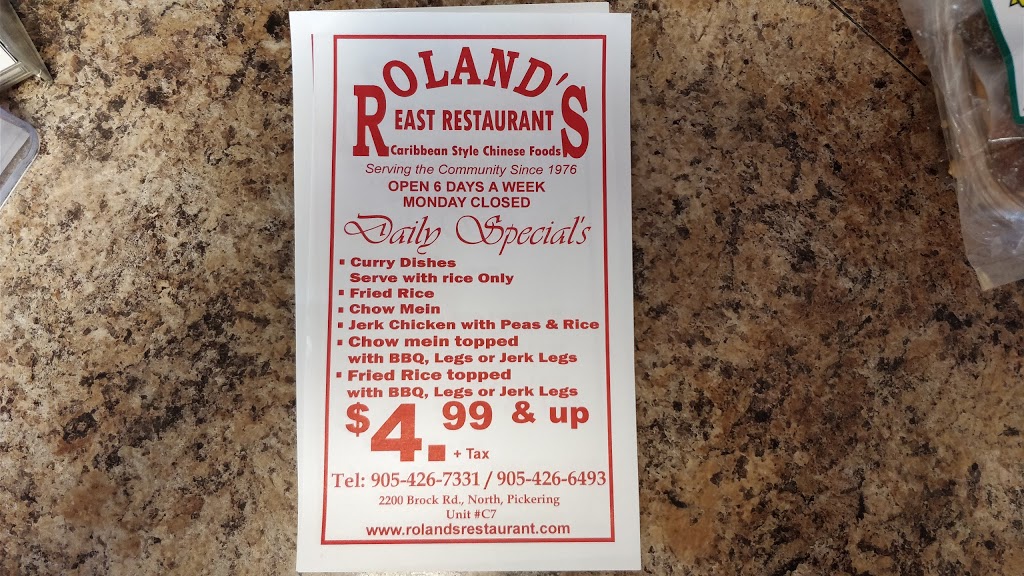 ROLAND'S
EAST RESTAURANT
Caribbean Style Chinese Foods
Serving the Community Since 1976
OPEN 6 DAYS A WEEK
MONDAY CLOSED
Daily Special's
▪ Curry Dishes
Serve with rice Only
▪ Fried Rice
▪ Chow Mein
▪ Jerk Chicken with Peas & Rice
▪ Chow mein topped
with BBQ, Legs or Jerk Legs
▪ Fried Rice topped
with BBQ, Legs or Jerk Legs
$4.99 & up
+ Tax
Tel: 905-426-7331 / 905-426-6493
2200 Brock Rd., North, Pickering
Unit #C7
www.rolandsrestaurant.com